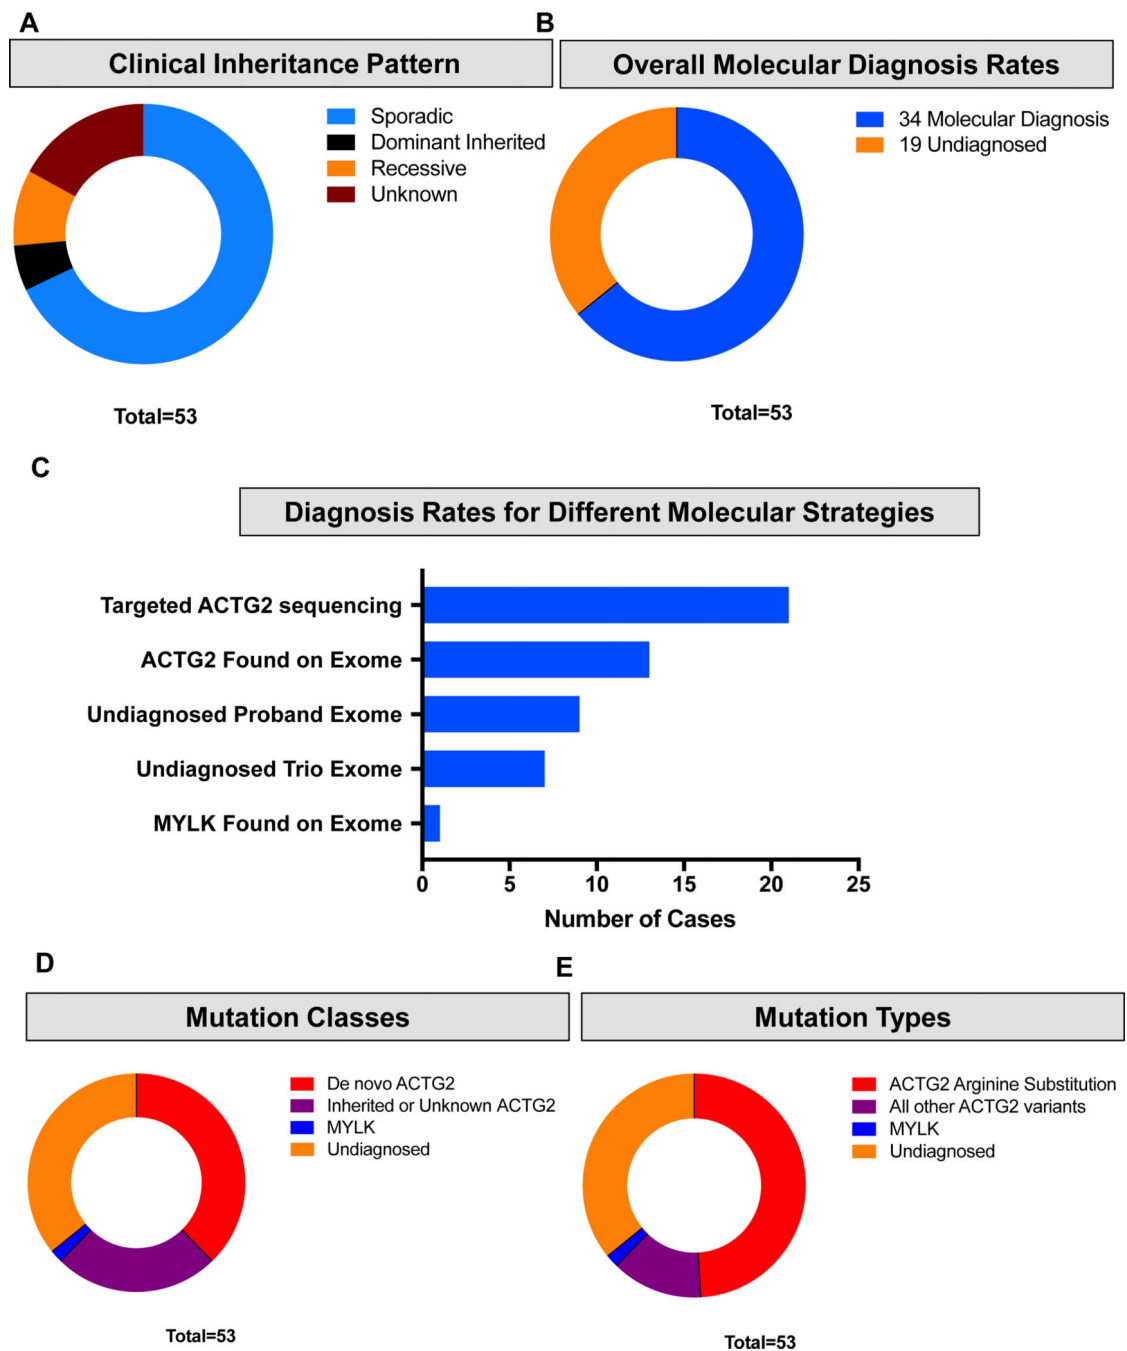 A
Clinical Inheritance Pattern
Sporadic
Dominant Inherited
Recessive
Unknown
Total=53
B
Overall Molecular Diagnosis Rates
34 Molecular Diagnosis
19 Undiagnosed
Total=53
C
Diagnosis Rates for Different Molecular Strategies
Targeted ACTG2 sequencing
ACTG2 Found on Exome
Undiagnosed Proband Exome
Undiagnosed Trio Exome
MYLK Found on Exome
0 5 10 15 20 25
Number of Cases
D
Mutation Classes
De novo ACTG2
Inherited or Unknown ACTG2
MYLK
Undiagnosed
Total=53
E
Mutation Types
ACTG2 Arginine Substitution
All other ACTG2 variants
MYLK
Undiagnosed
Total=53